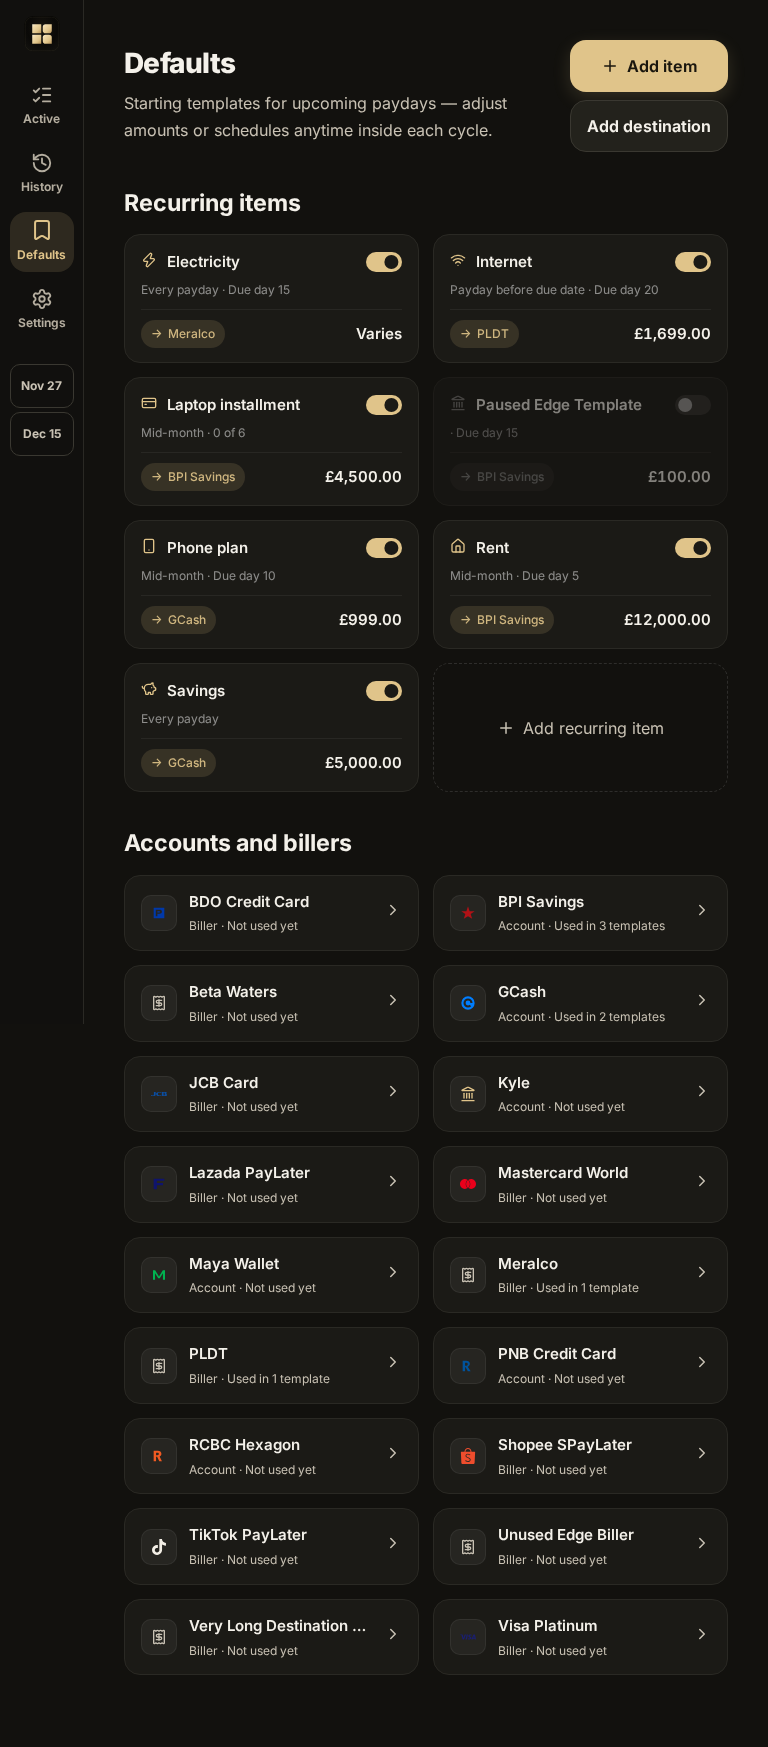 Active
History
Defaults
Settings
Nov 27
Dec 15
Defaults
Starting templates for upcoming paydays — adjust
amounts or schedules anytime inside each cycle.
Add item
Add destination
Recurring items
Electricity
Every payday · Due day 15
Meralco
Varies
Internet
Payday before due date · Due day 20
PLDT
£1,699.00
Laptop installment
Mid-month · 0 of 6
BPI Savings
£4,500.00
Paused Edge Template
· Due day 15
BPI Savings
£100.00
Phone plan
Mid-month · Due day 10
GCash
£999.00
Rent
Mid-month · Due day 5
BPI Savings
£12,000.00
Savings
Every payday
GCash
£5,000.00
Add recurring item
Accounts and billers
BDO Credit Card
Biller · Not used yet
BPI Savings
Account · Used in 3 templates
Beta Waters
Biller · Not used yet
GCash
Account · Used in 2 templates
JCB
JCB Card
Biller · Not used yet
Kyle
Account · Not used yet
Lazada PayLater
Biller · Not used yet
Mastercard World
Biller · Not used yet
Maya Wallet
Account · Not used yet
Meralco
Biller · Used in 1 template
PLDT
Biller · Used in 1 template
PNB Credit Card
Account · Not used yet
RCBC Hexagon
Account · Not used yet
Shopee SPayLater
Biller · Not used yet
TikTok PayLater
Biller · Not used yet
Unused Edge Biller
Biller · Not used yet
Very Long Destination ...
Biller · Not used yet
Visa Platinum
Biller · Not used yet